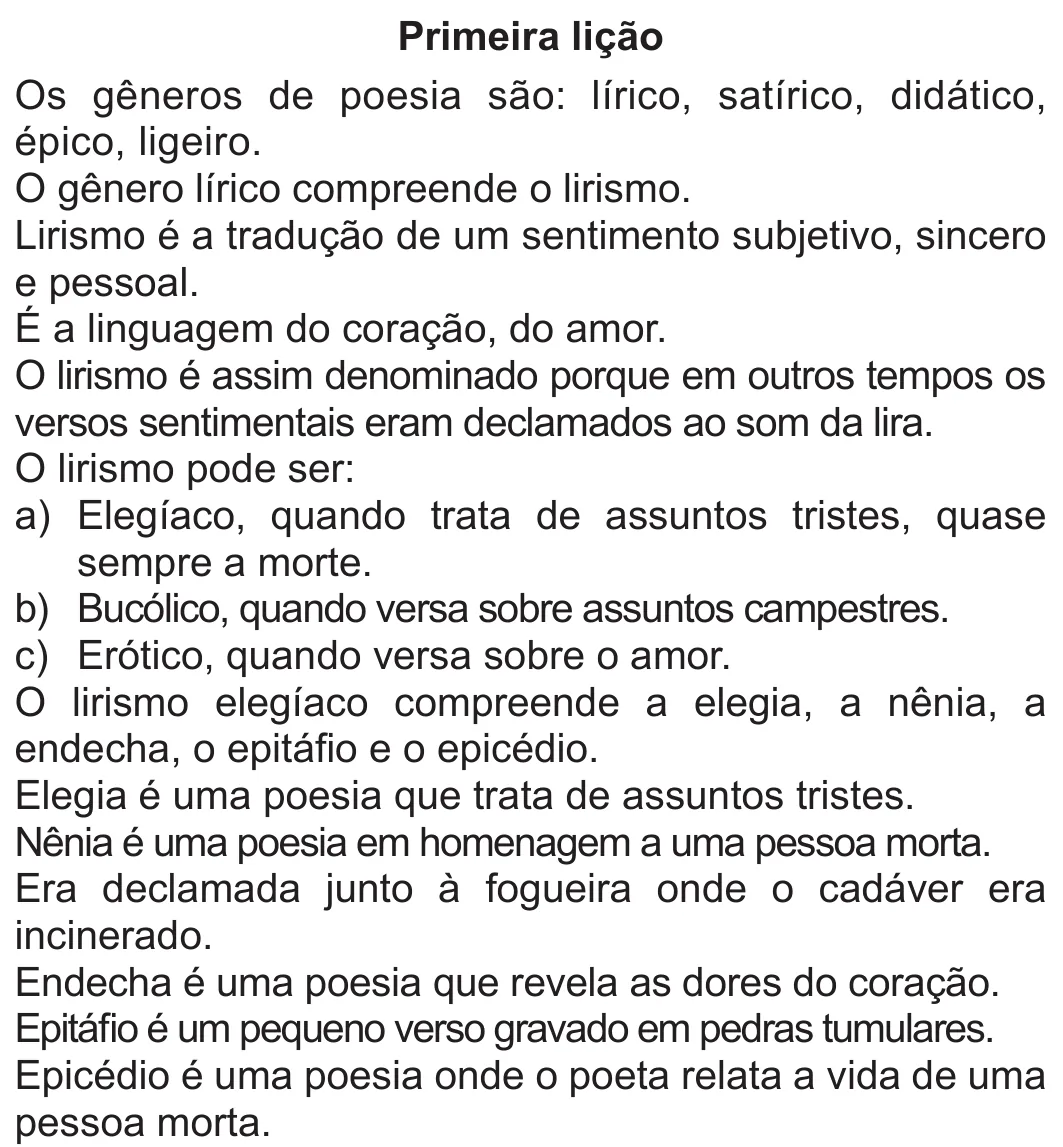 Primeira lição
Os gêneros de poesia são: lírico, satírico, didático,
épico, ligeiro.
O gênero lírico compreende o lirismo.
Lirismo é a tradução de um sentimento subjetivo, sincero
e pessoal.
É a linguagem do coração, do amor.
O lirismo é assim denominado porque em outros tempos os
versos sentimentais eram declamados ao som da lira.
O lirismo pode ser:
a) Elegíaco, quando trata de assuntos tristes, quase
sempre a morte.
b) Bucólico, quando versa sobre assuntos campestres.
c) Erótico, quando versa sobre o amor.
O lirismo elegíaco compreende a elegia, a nênia, a
endecha, o epitáfio e o epicédio.
Elegia é uma poesia que trata de assuntos tristes.
Nênia é uma poesia em homenagem a uma pessoa morta.
Era declamada junto à fogueira onde o cadáver era
incinerado.
Endecha é uma poesia que revela as dores do coração.
Epitáfio é um pequeno verso gravado em pedras tumulares.
Epicédio é uma poesia onde o poeta relata a vida de uma
pessoa morta.